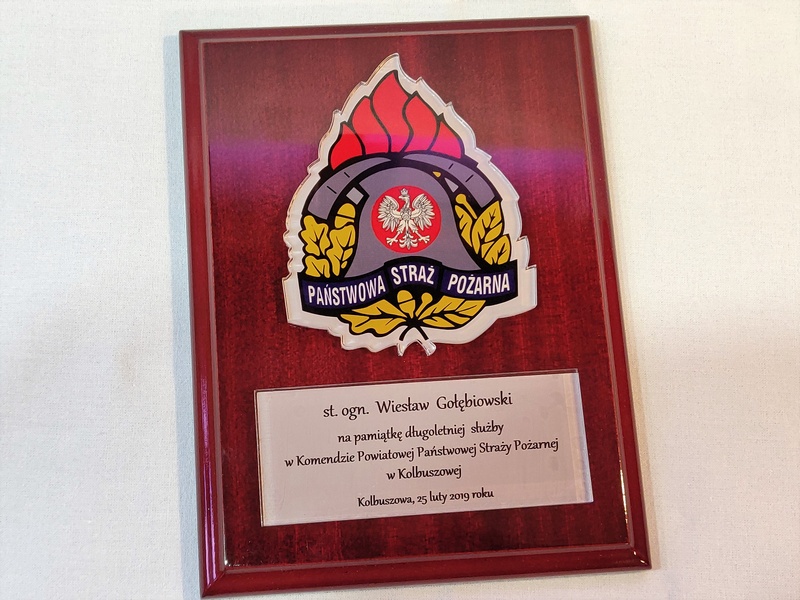 PAŃSTWOWA STRAŻ POŻARNA
st. ogn. Wiesław Gołębiowski
na pamiątkę długoletniej służby
w Komendzie Powiatowej Państwowej Straży Pożarnej
w Kolbuszowej
Kolbuszowa, 25 luty 2019 roku